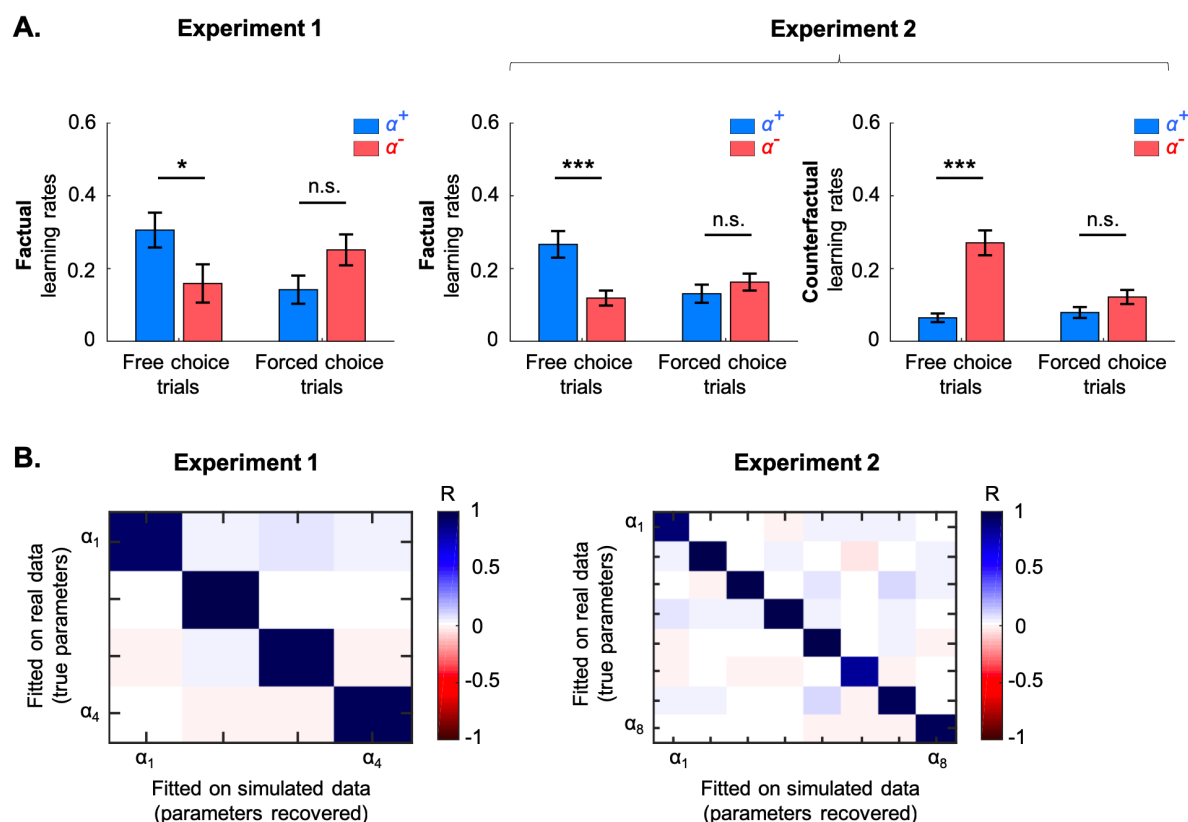 A.
Experiment 1
Experiment 2
Factual
learning rates
0.6
0.4
0.2
0
α+
α-
*
n.s.
Free choice
trials
Forced choice
trials
Factual
learning rates
0.6
0.4
0.2
0
α+
α-
***
n.s.
Free choice
trials
Forced choice
trials
Counterfactual
learning rates
0.6
0.4
0.2
0
α+
α-
***
n.s.
Free choice
trials
Forced choice
trials
B.
Experiment 1
Fitted on real data
(true parameters)
α1
α4
α1
α4
Fitted on simulated data
(parameters recovered)
R
1
0.5
0
-0.5
-1
Experiment 2
Fitted on real data
(true parameters)
α1
α8
α1
α8
Fitted on simulated data
(parameters recovered)
R
1
0.5
0
-0.5
-1